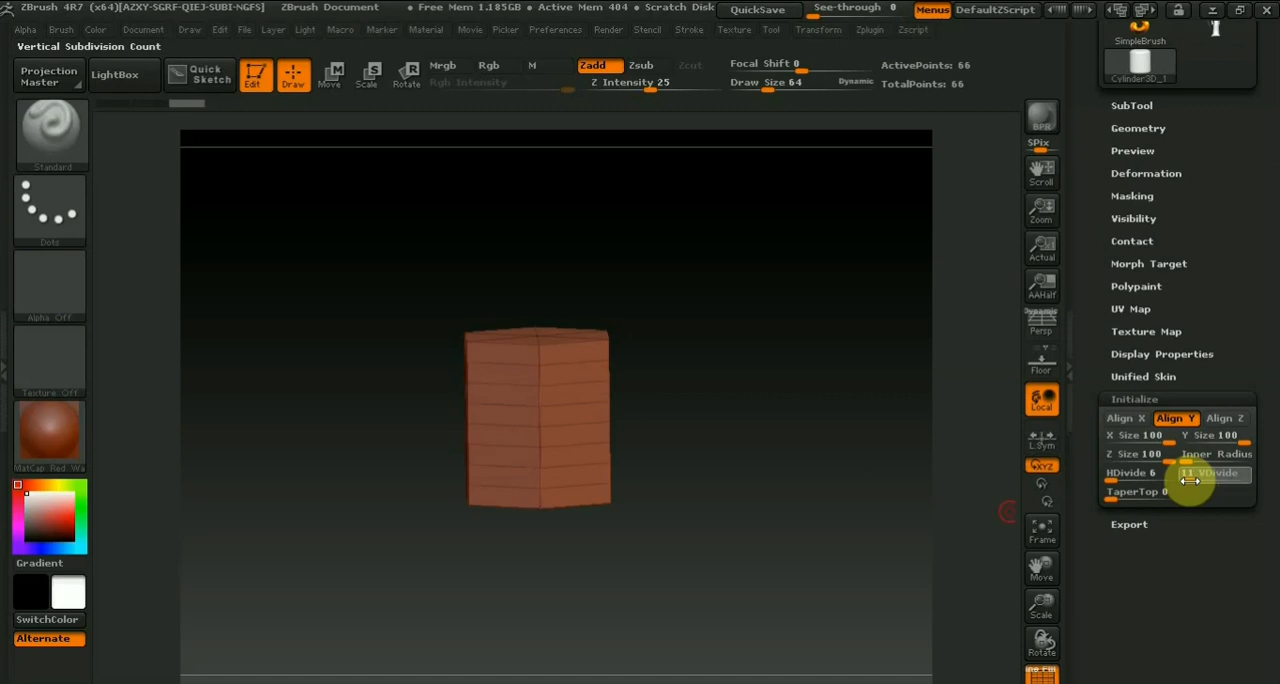 ZBrush 4R7 (x64)[AZXY-SGRF-QIEJ-SUBI-NGFS] ZBrush Document • Free Mem 1.185GB • Active Mem 404 • Scratch Disk QuickSave See-through 0 Menus DefaultZScript
Alpha Brush Color Document Draw Edit File Layer Light Macro Marker Material Movie Picker Preferences Render Stencil Stroke Texture Tool Transform Zplugin Zscript
Vertical Subdivision Count
Projection Master
LightBox
Quick Sketch
Edit
Draw
Move
Scale
Rotate
Mrgb Rgb M
Rgb Intensity
Zadd Zsub Zcut
Z Intensity 25
Focal Shift 0
Draw Size 64 Dynamic
ActivePoints: 66
TotalPoints: 66
Standard
Dots
Alpha Off
Texture Off
MatCap Red Wa
Gradient
SwitchColor
Alternate
BPR
SPix
Scroll
Zoom
Actual
AAHalf
Dynamic
Persp
Floor
Local
L.Sym
XYZ
Frame
Move
Scale
Rotate
SimpleBrush
Cylinder3D_1
SubTool
Geometry
Preview
Deformation
Masking
Visibility
Contact
Morph Target
Polypaint
UV Map
Texture Map
Display Properties
Unified Skin
Initialize
Align X Align Y Align Z
X Size 100 Y Size 100
Z Size 100 Inner Radius
HDivide 6 11 VDivide
TaperTop 0
Export